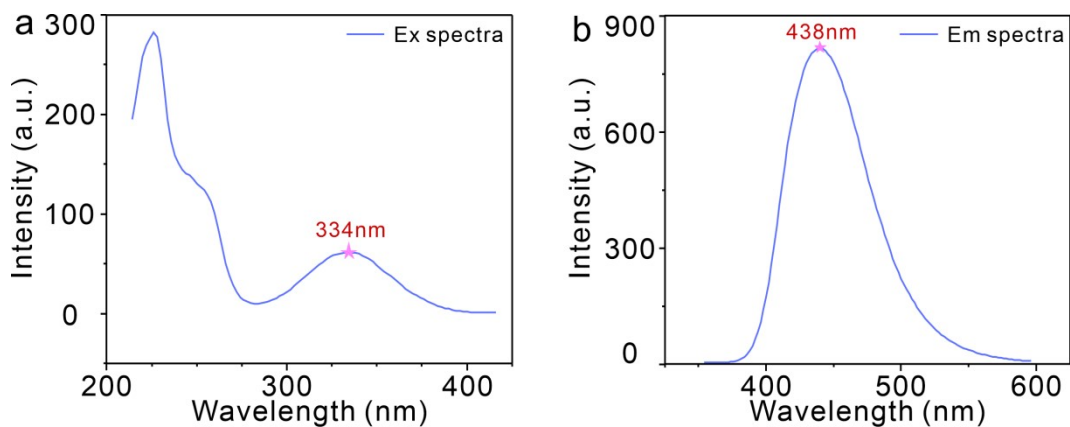 a
Ex spectra
334nm
300
200
100
0
Intensity (a.u.)
200
300
400
Wavelength (nm)
b
Em spectra
438nm
900
600
300
0
Intensity (a.u.)
400
500
600
Wavelength (nm)